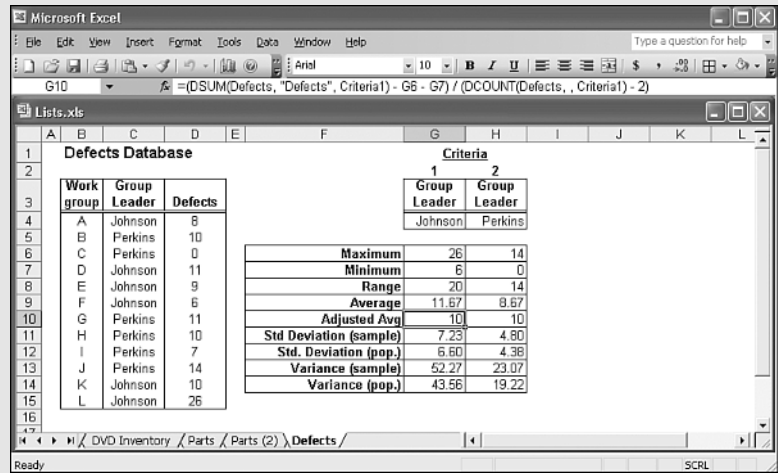 Microsoft Excel
File Edit View Insert Format Tools Data Window Help Type a question for help
Arial 10 B I U $ ,
G10 fx =(DSUM(Defects, "Defects", Criteria1) - G6 - G7) / (DCOUNT(Defects, , Criteria1) - 2)
Lists.xls
A B C D E F G H I J K L
1 Defects Database Criteria
2 1 2
Work Group Group Group
3 group Leader Defects Leader Leader
4 A Johnson 8 Johnson Perkins
5 B Perkins 10
6 C Perkins 0 Maximum 26 14
7 D Johnson 11 Minimum 6 0
8 E Johnson 9 Range 20 14
9 F Johnson 6 Average 11.67 8.67
10 G Perkins 11 Adjusted Avg 10 10
11 H Perkins 10 Std Deviation (sample) 7.23 4.80
12 I Perkins 7 Std. Deviation (pop.) 6.60 4.38
13 J Perkins 14 Variance (sample) 52.27 23.07
14 K Johnson 10 Variance (pop.) 43.56 19.22
15 L Johnson 26
16
17
DVD Inventory / Parts / Parts (2) \ Defects /
Ready SCRL